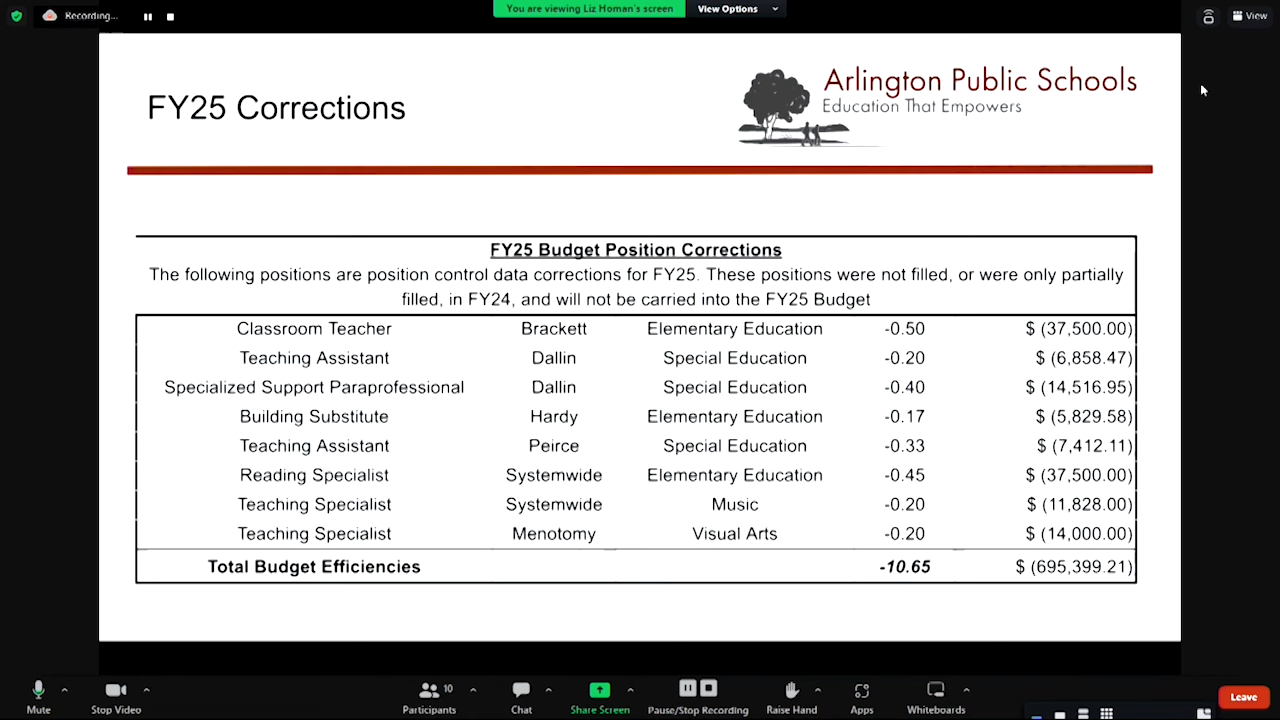 Recording...
You are viewing Liz Homan's screen
View Options
View
FY25 Corrections
Arlington Public Schools
Education That Empowers
FY25 Budget Position Corrections
The following positions are position control data corrections for FY25. These positions were not filled, or were only partially
filled, in FY24, and will not be carried into the FY25 Budget
Classroom Teacher Brackett Elementary Education -0.50 $ (37,500.00)
Teaching Assistant Dallin Special Education -0.20 $ (6,858.47)
Specialized Support Paraprofessional Dallin Special Education -0.40 $ (14,516.95)
Building Substitute Hardy Elementary Education -0.17 $ (5,829.58)
Teaching Assistant Peirce Special Education -0.33 $ (7,412.11)
Reading Specialist Systemwide Elementary Education -0.45 $ (37,500.00)
Teaching Specialist Systemwide Music -0.20 $ (11,828.00)
Teaching Specialist Menotomy Visual Arts -0.20 $ (14,000.00)
Total Budget Efficiencies -10.65 $ (695,399.21)
Mute
Stop Video
Participants 10
Chat
Share Screen
Pause/Stop Recording
Raise Hand
Apps
Whiteboards
Leave